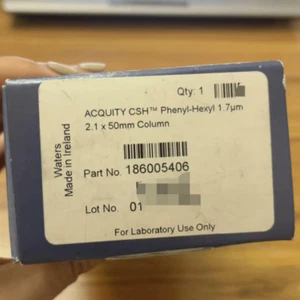 Qty: 1
ACQUITY CSH™ Phenyl-Hexyl 1.7µm
2.1 x 50mm Column
Waters
Made in Ireland
Part No. 186005406
Lot No. 01
For Laboratory Use Only